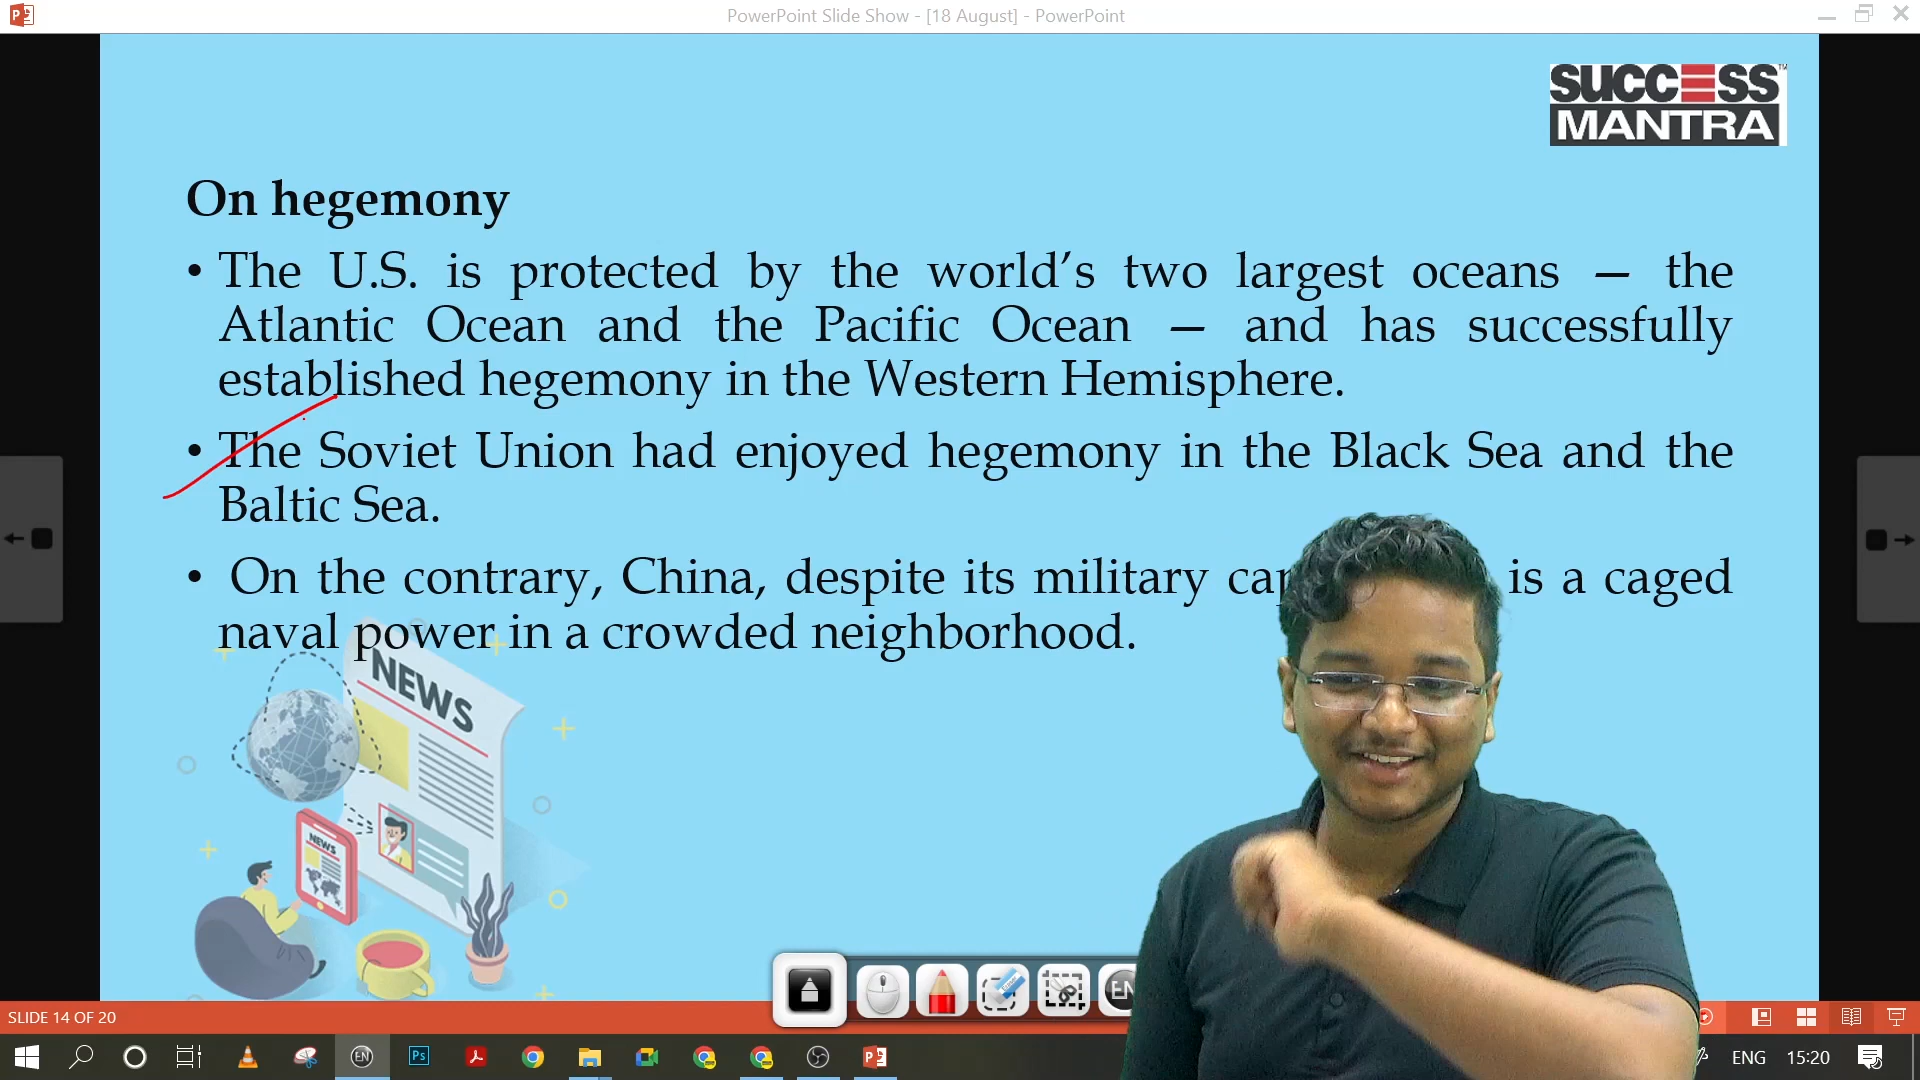 PowerPoint Slide Show - [18 August] - PowerPoint
SUCCESS
MANTRA
On hegemony
• The U.S. is protected by the world’s two largest oceans — the
Atlantic Ocean and the Pacific Ocean — and has successfully
established hegemony in the Western Hemisphere.
• The Soviet Union had enjoyed hegemony in the Black Sea and the
Baltic Sea.
• On the contrary, China, despite its military is a caged
naval power in a crowded neighborhood.
NEWS
NEWS
EN
SLIDE 14 OF 20
EN
Ps
ENG 15:20